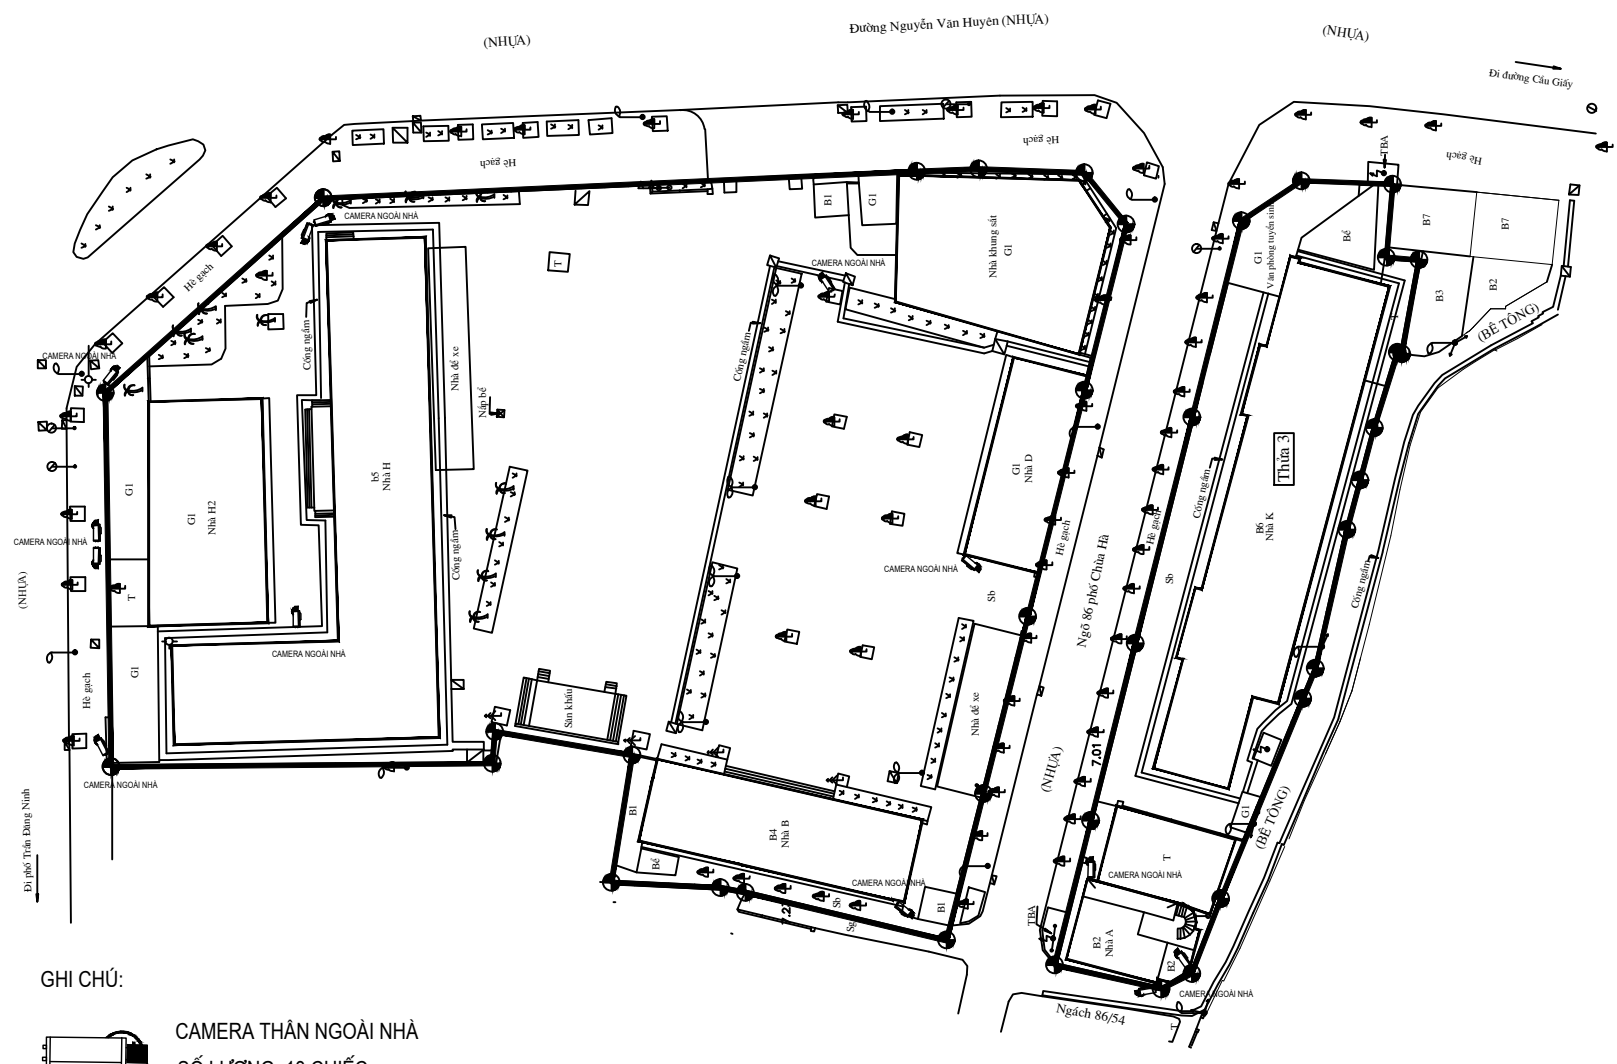 (NHỰA)
Đường Nguyễn Văn Huyên (NHỰA)
(NHỰA)
Đi đường Cầu Giấy
Hè gạch
Hè gạch
TBA
Hè gạch
CAMERA NGOÀI NHÀ
B1
G1
Nhà khung sắt
G1
G1
Văn phòng tuyển sinh
Bể
B7
B7
Hè gạch
T
CAMERA NGOÀI NHÀ
B3
B2
(BÊ TÔNG)
T
Cống ngầm
Nhà để xe
Cống ngầm
CAMERA NGOÀI NHÀ
Nắp bể
G1
G1
Nhà H2
b5
Nhà H
G1
Nhà D
Thửa 3
B6
Nhà K
Cống ngầm
Hè gạch
Hè gạch
CAMERA NGOÀI NHÀ
Cống ngầm
CAMERA NGOÀI NHÀ
(NHỰA)
T
Sb
Sb
Ngõ 86 phố Chùa Hà
Cống ngầm
CAMERA NGOÀI NHÀ
G1
Hè gạch
Sân khấu
Nhà để xe
(NHỰA)
7.01
CAMERA NGOÀI NHÀ
Đi phố Trần Đăng Ninh
B1
B4
Nhà B
G1
(BÊ TÔNG)
Bể
T
CAMERA NGOÀI NHÀ
CAMERA NGOÀI NHÀ
Sb
Sg
B1
TBA
B2
Nhà A
B2
CAMERA NGOÀI NHÀ
Ngách 86/54
T
GHI CHÚ:
CAMERA THÂN NGOÀI NHÀ